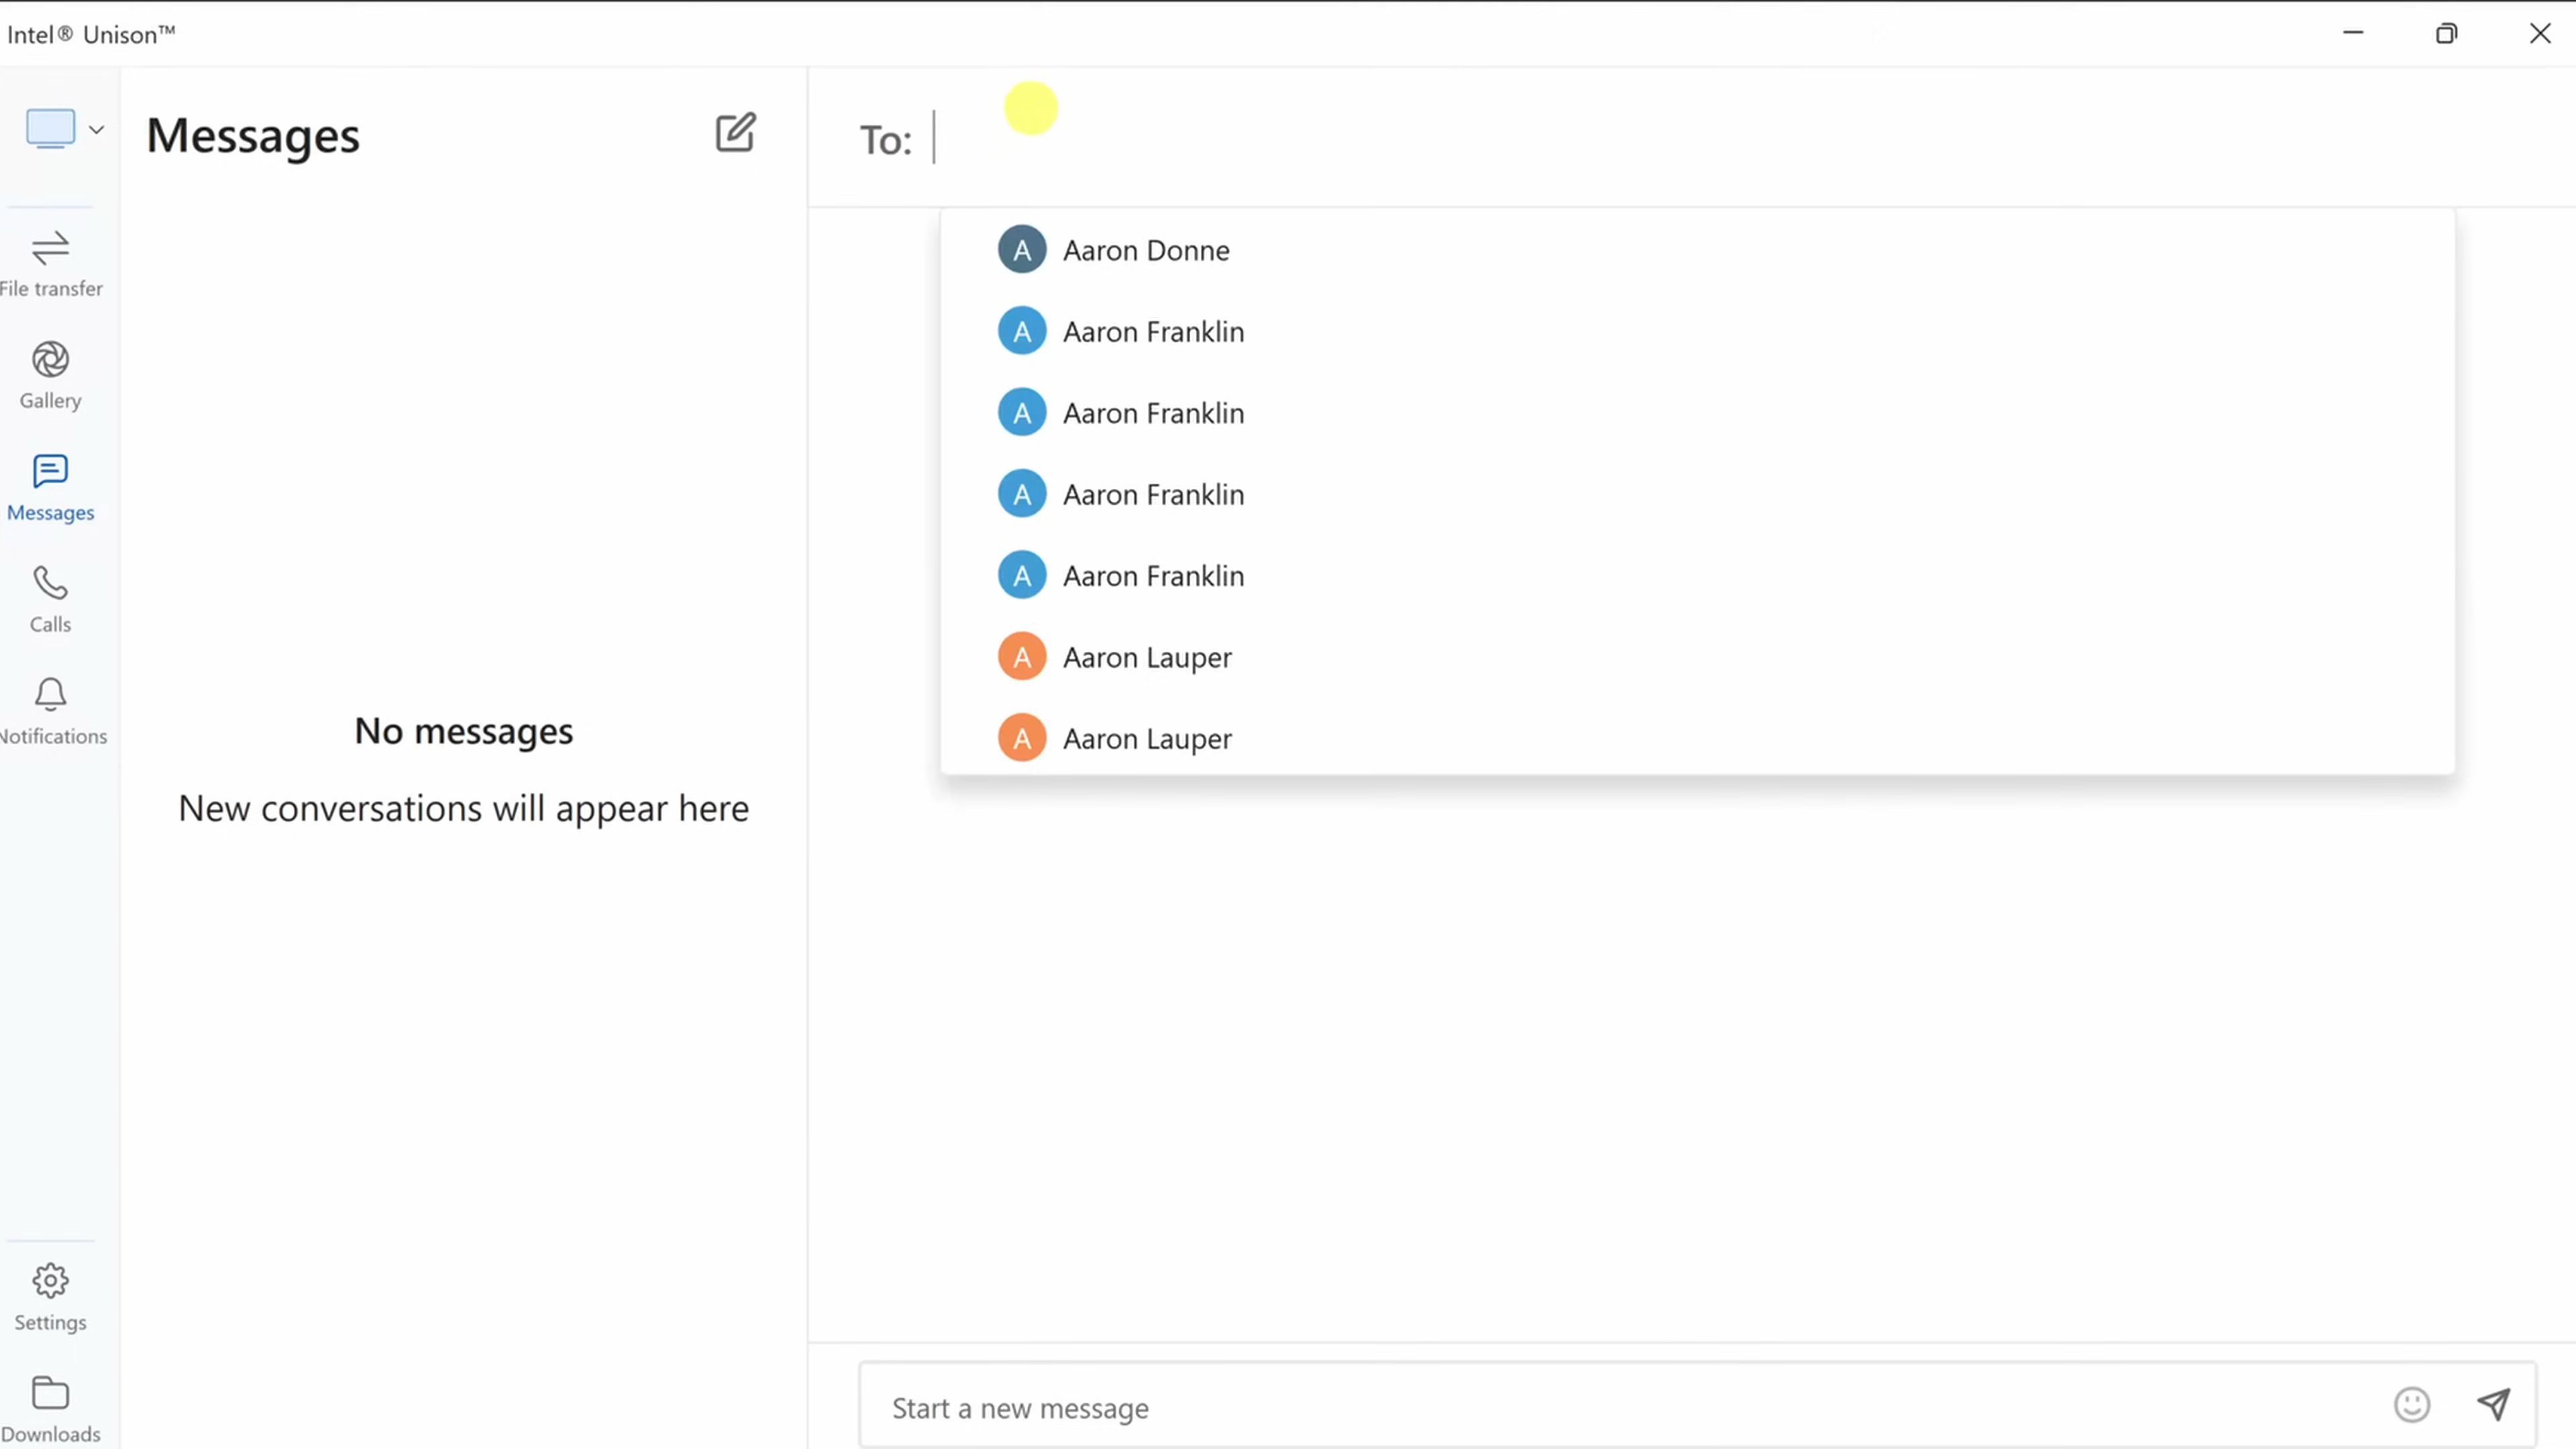 Intel® Unison™
Messages
To:
File transfer
Gallery
Messages
Calls
Notifications
Settings
Downloads
No messages
New conversations will appear here
A Aaron Donne
A Aaron Franklin
A Aaron Franklin
A Aaron Franklin
A Aaron Franklin
A Aaron Lauper
A Aaron Lauper
Start a new message